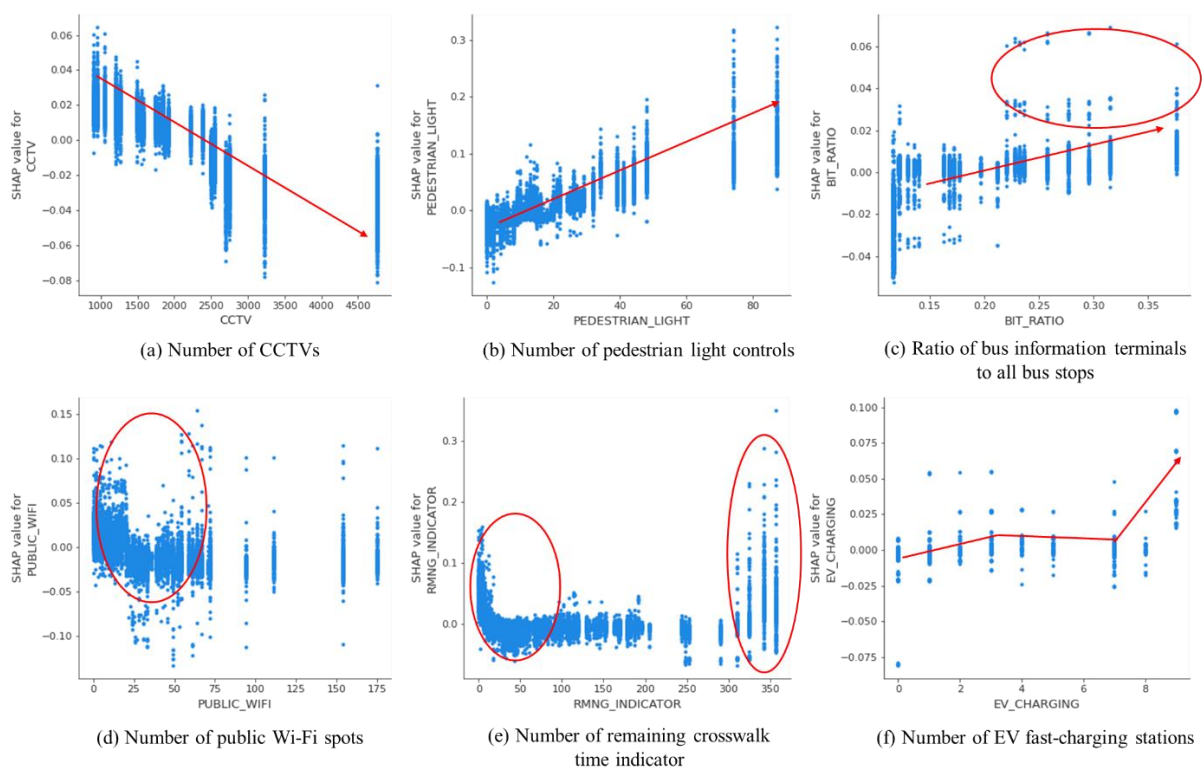 SHAP value for
CCTV
0.06
0.04
0.02
0.00
−0.02
−0.04
−0.06
−0.08
1000 1500 2000 2500 3000 3500 4000 4500
CCTV
(a) Number of CCTVs
SHAP value for
PEDESTRIAN_LIGHT
0.3
0.2
0.1
0.0
−0.1
0 20 40 60 80
PEDESTRIAN_LIGHT
(b) Number of pedestrian light controls
SHAP value for
BIT_RATIO
0.06
0.04
0.02
0.00
−0.02
−0.04
0.15 0.20 0.25 0.30 0.35
BIT_RATIO
(c) Ratio of bus information terminals
to all bus stops
SHAP value for
PUBLIC_WIFI
0.15
0.10
0.05
0.00
−0.05
−0.10
0 25 50 75 100 125 150 175
PUBLIC_WIFI
(d) Number of public Wi-Fi spots
SHAP value for
RMNG_INDICATOR
0.3
0.2
0.1
0.0
0 50 100 150 200 250 300 350
RMNG_INDICATOR
(e) Number of remaining crosswalk
time indicator
SHAP value for
EV_CHARGING
0.100
0.075
0.050
0.025
0.000
−0.025
−0.050
−0.075
0 2 4 6 8
EV_CHARGING
(f) Number of EV fast-charging stations